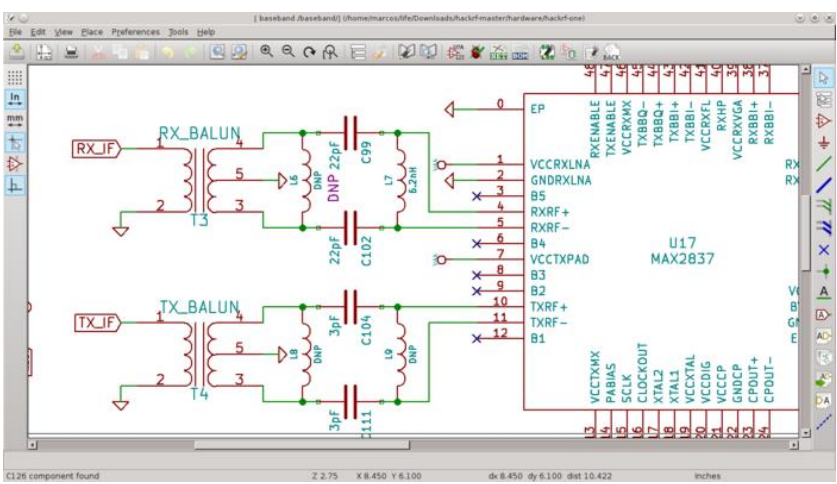 [ baseband /baseband/] (/home/marcos/life/Downloads/hackrf-master/hardware/hackrf-one)
File Edit View Place Preferences Tools Help
BACK
In
mm
RX_IF
RX_BALUN
1
2
4
5
3
T3
L6
DNP
DNP
22pF
C99
22pF
C102
L7
6.2nH
TX_IF
TX_BALUN
1
2
4
5
3
T4
L8
DNP
3pF
C104
3pF
C111
L9
DNP
0 EP
1 VCCRXLNA
2 GNDRXLNA
3 B5
4 RXRF+
5 RXRF-
6 B4
7 VCCTXPAD
8 B3
9 B2
10 TXRF+
11 TXRF-
12 B1
U17
MAX2837
RXENABLE
TXENABLE
VCCRXMX
TXBBQ-
TXBBQ+
TXBBI+
TXBBI-
VCCRXFL
RXHP
VCCRXVGA
RXBBI+
RXBBI-
RX
RX
VCCTXMX
PABIAS
SCLK
CLOCKOUT
XTAL2
XTAL1
VCCXTAL
VCCDIG
VCCCP
GNDCP
CPOUT+
CPOUT-
C126 component found
Z 2.75
X 8.450 Y 6.100
dx 8.450 dy 6.100 dist 10.422
Inches